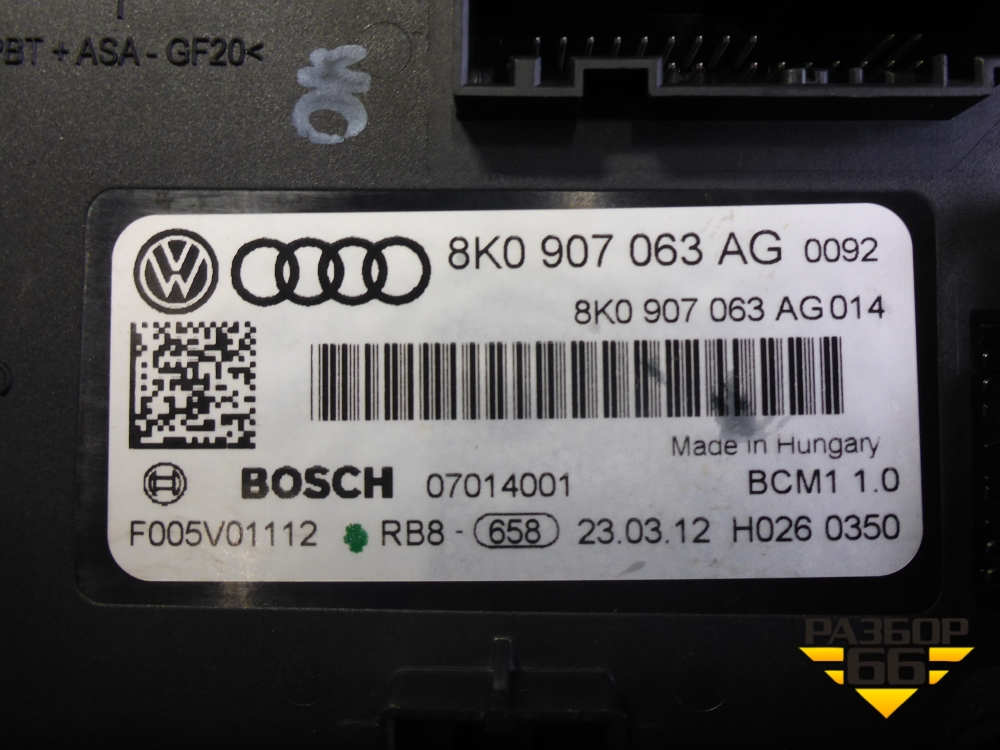 PBT + ASA - GF20<
8K0 907 063 AG 0092
8K0 907 063 AG 014
Made in Hungary
BOSCH 07014001 BCM1 1.0
F005V01112 RB8 - 658 23.03.12 H026 0350
РАЗБОР
66